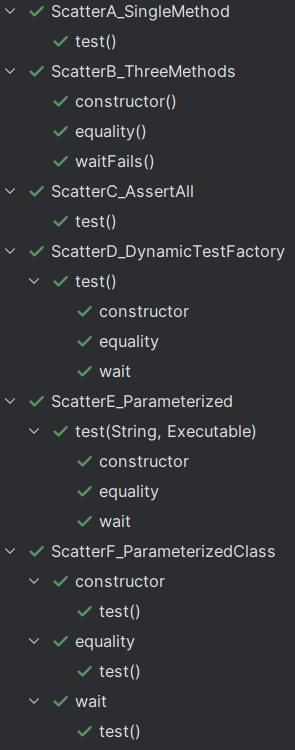 ScatterA_SingleMethod
test()
ScatterB_ThreeMethods
constructor()
equality()
waitFails()
ScatterC_AssertAll
test()
ScatterD_DynamicTestFactory
test()
constructor
equality
wait
ScatterE_Parameterized
test(String, Executable)
constructor
equality
wait
ScatterF_ParameterizedClass
constructor
test()
equality
test()
wait
test()